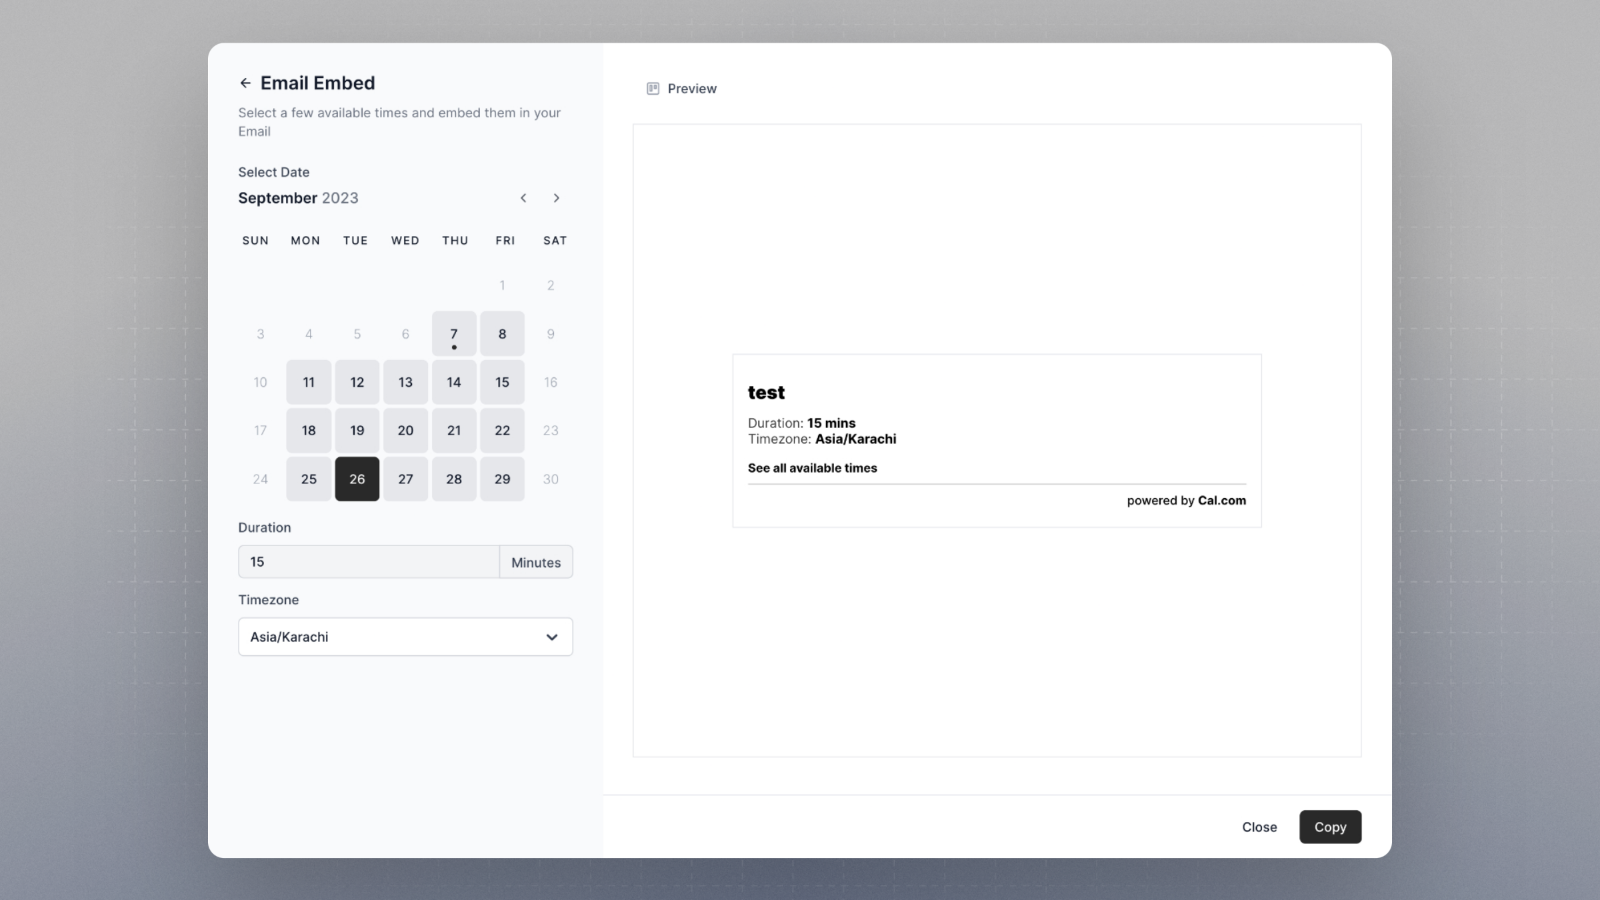 Email Embed
Select a few available times and embed them in your
Email
Select Date
September 2023
SUN MON TUE WED THU FRI SAT
1 2
3 4 5 6 7 8 9
10 11 12 13 14 15 16
17 18 19 20 21 22 23
24 25 26 27 28 29 30
Duration
15 Minutes
Timezone
Asia/Karachi
Preview
test
Duration: 15 mins
Timezone: Asia/Karachi
See all available times
powered by Cal.com
Close Copy